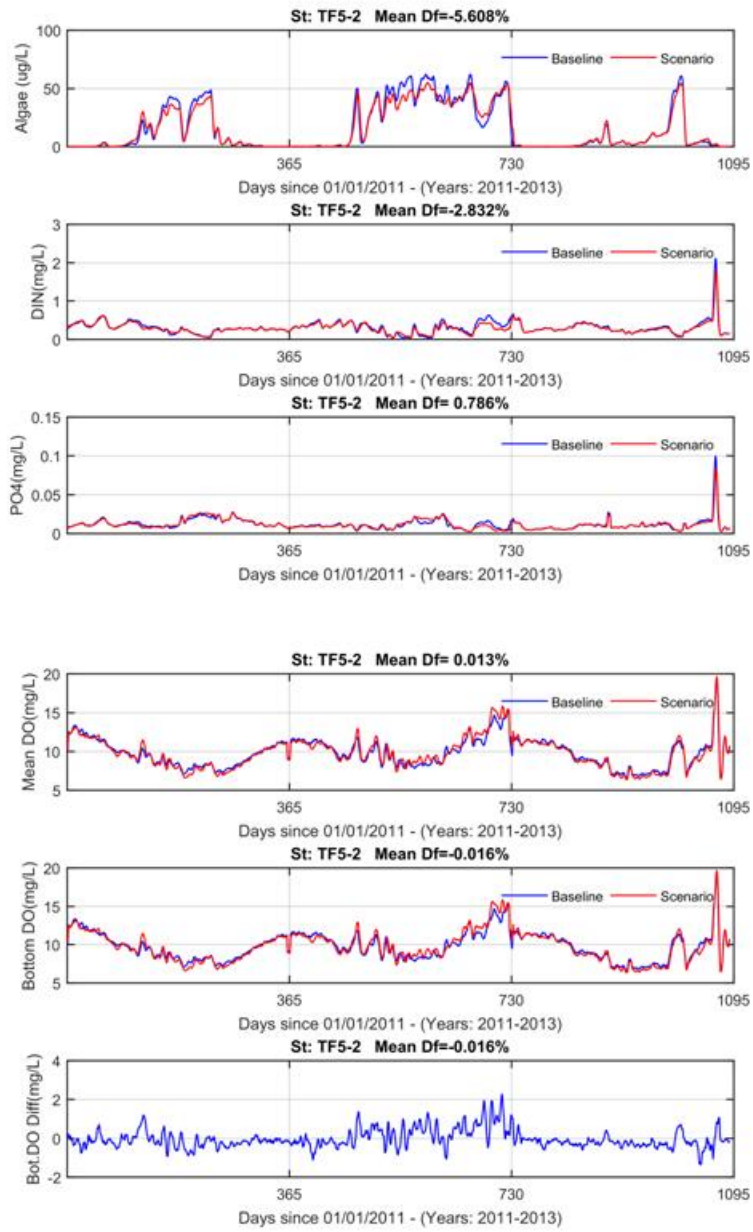 St: TF5-2 Mean Df=-5.608%
100
50
0
Algae (ug/L)
Baseline Scenario
365 730 1095
Days since 01/01/2011 - (Years: 2011-2013)
St: TF5-2 Mean Df=-2.832%
3
2
1
0
DIN(mg/L)
Baseline Scenario
365 730 1095
Days since 01/01/2011 - (Years: 2011-2013)
St: TF5-2 Mean Df= 0.786%
0.15
0.1
0.05
0
PO4(mg/L)
Baseline Scenario
365 730 1095
Days since 01/01/2011 - (Years: 2011-2013)
St: TF5-2 Mean Df= 0.013%
20
15
10
5
Mean DO(mg/L)
Baseline Scenario
365 730 1095
Days since 01/01/2011 - (Years: 2011-2013)
St: TF5-2 Mean Df=-0.016%
20
15
10
5
Bottom DO(mg/L)
Baseline Scenario
365 730 1095
Days since 01/01/2011 - (Years: 2011-2013)
St: TF5-2 Mean Df=-0.016%
4
2
0
-2
Bot.DO Diff(mg/L)
365 730 1095
Days since 01/01/2011 - (Years: 2011-2013)